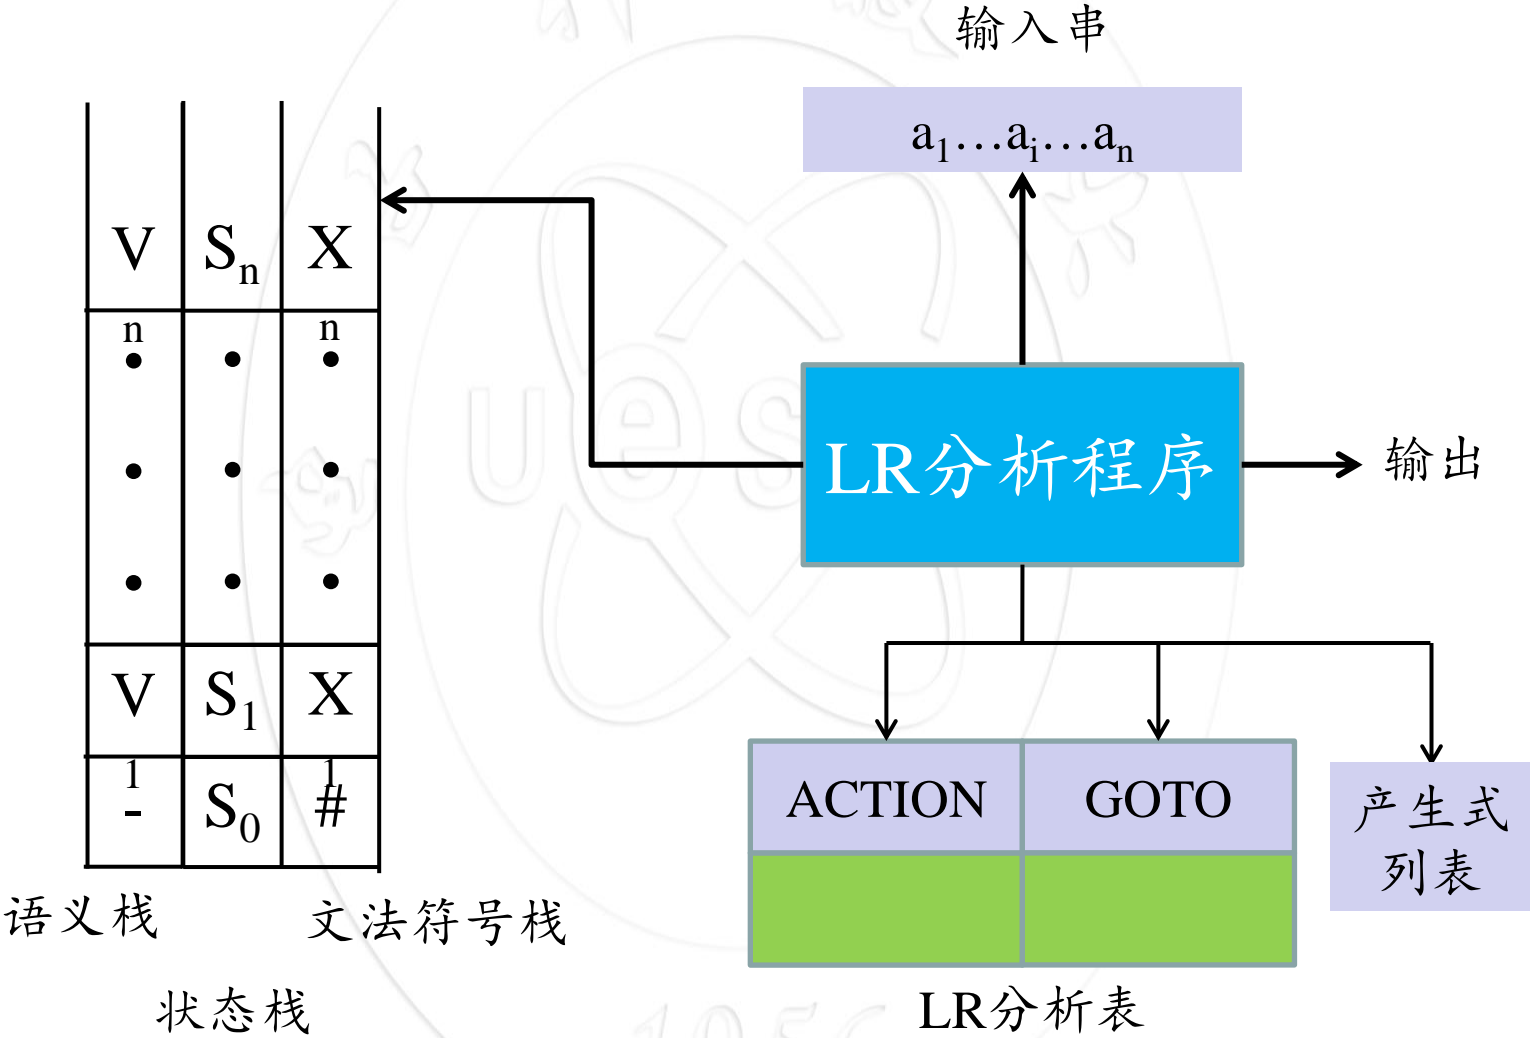 输入串
a₁…aᵢ…aₙ
V Sₙ X
n n
• • •
• • •
• • •
V S₁ X
1 1
- S₀ #
语义栈
文法符号栈
状态栈
LR分析程序
输出
ACTION GOTO
产生式
列表
LR分析表
ues
1956